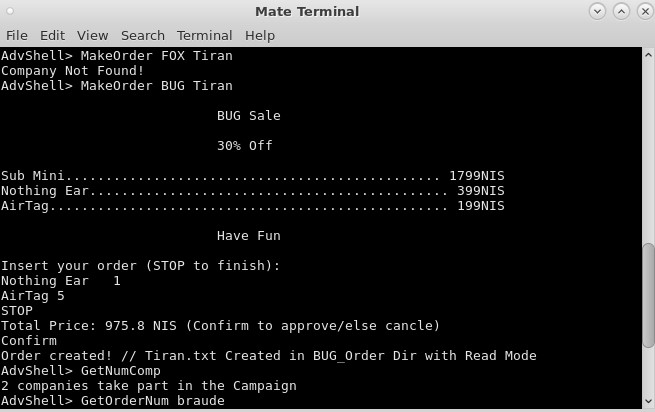 Mate Terminal
File Edit View Search Terminal Help
AdvShell> MakeOrder FOX Tiran
Company Not Found!
AdvShell> MakeOrder BUG Tiran
BUG Sale
30% Off
Sub Mini............................................... 1799NIS
Nothing Ear............................................. 399NIS
AirTag.................................................. 199NIS
Have Fun
Insert your order (STOP to finish):
Nothing Ear   1
AirTag 5
STOP
Total Price: 975.8 NIS (Confirm to approve/else cancle)
Confirm
Order created! // Tiran.txt Created in BUG_Order Dir with Read Mode
AdvShell> GetNumComp
2 companies take part in the Campaign
AdvShell> GetOrderNum braude